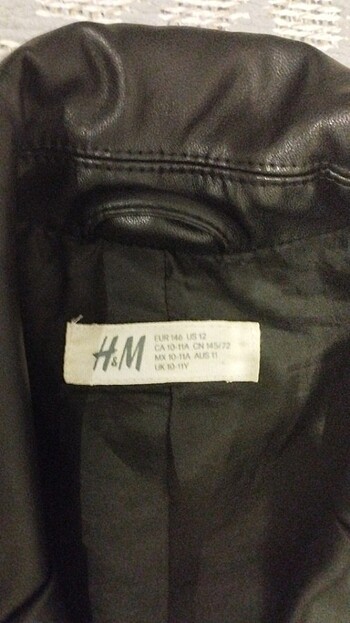 H&M
EUR 146 US 12
CA 10-11A CN 145/72
MX 10-11A AUS 11
UK 10-11Y